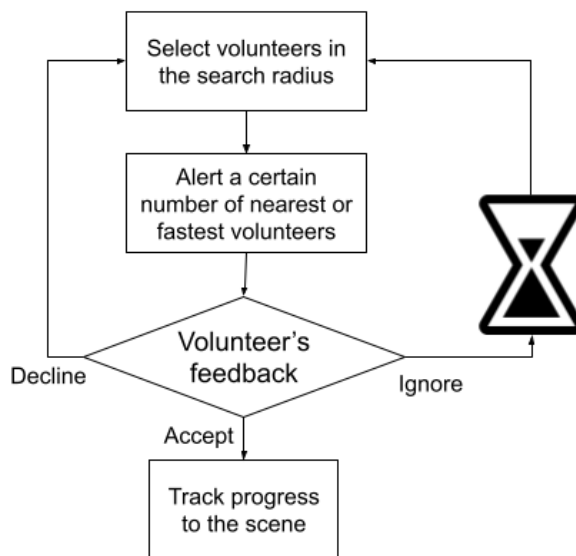 Select volunteers in
the search radius
Alert a certain
number of nearest or
fastest volunteers
Volunteer's
feedback
Decline
Ignore
Accept
Track progress
to the scene